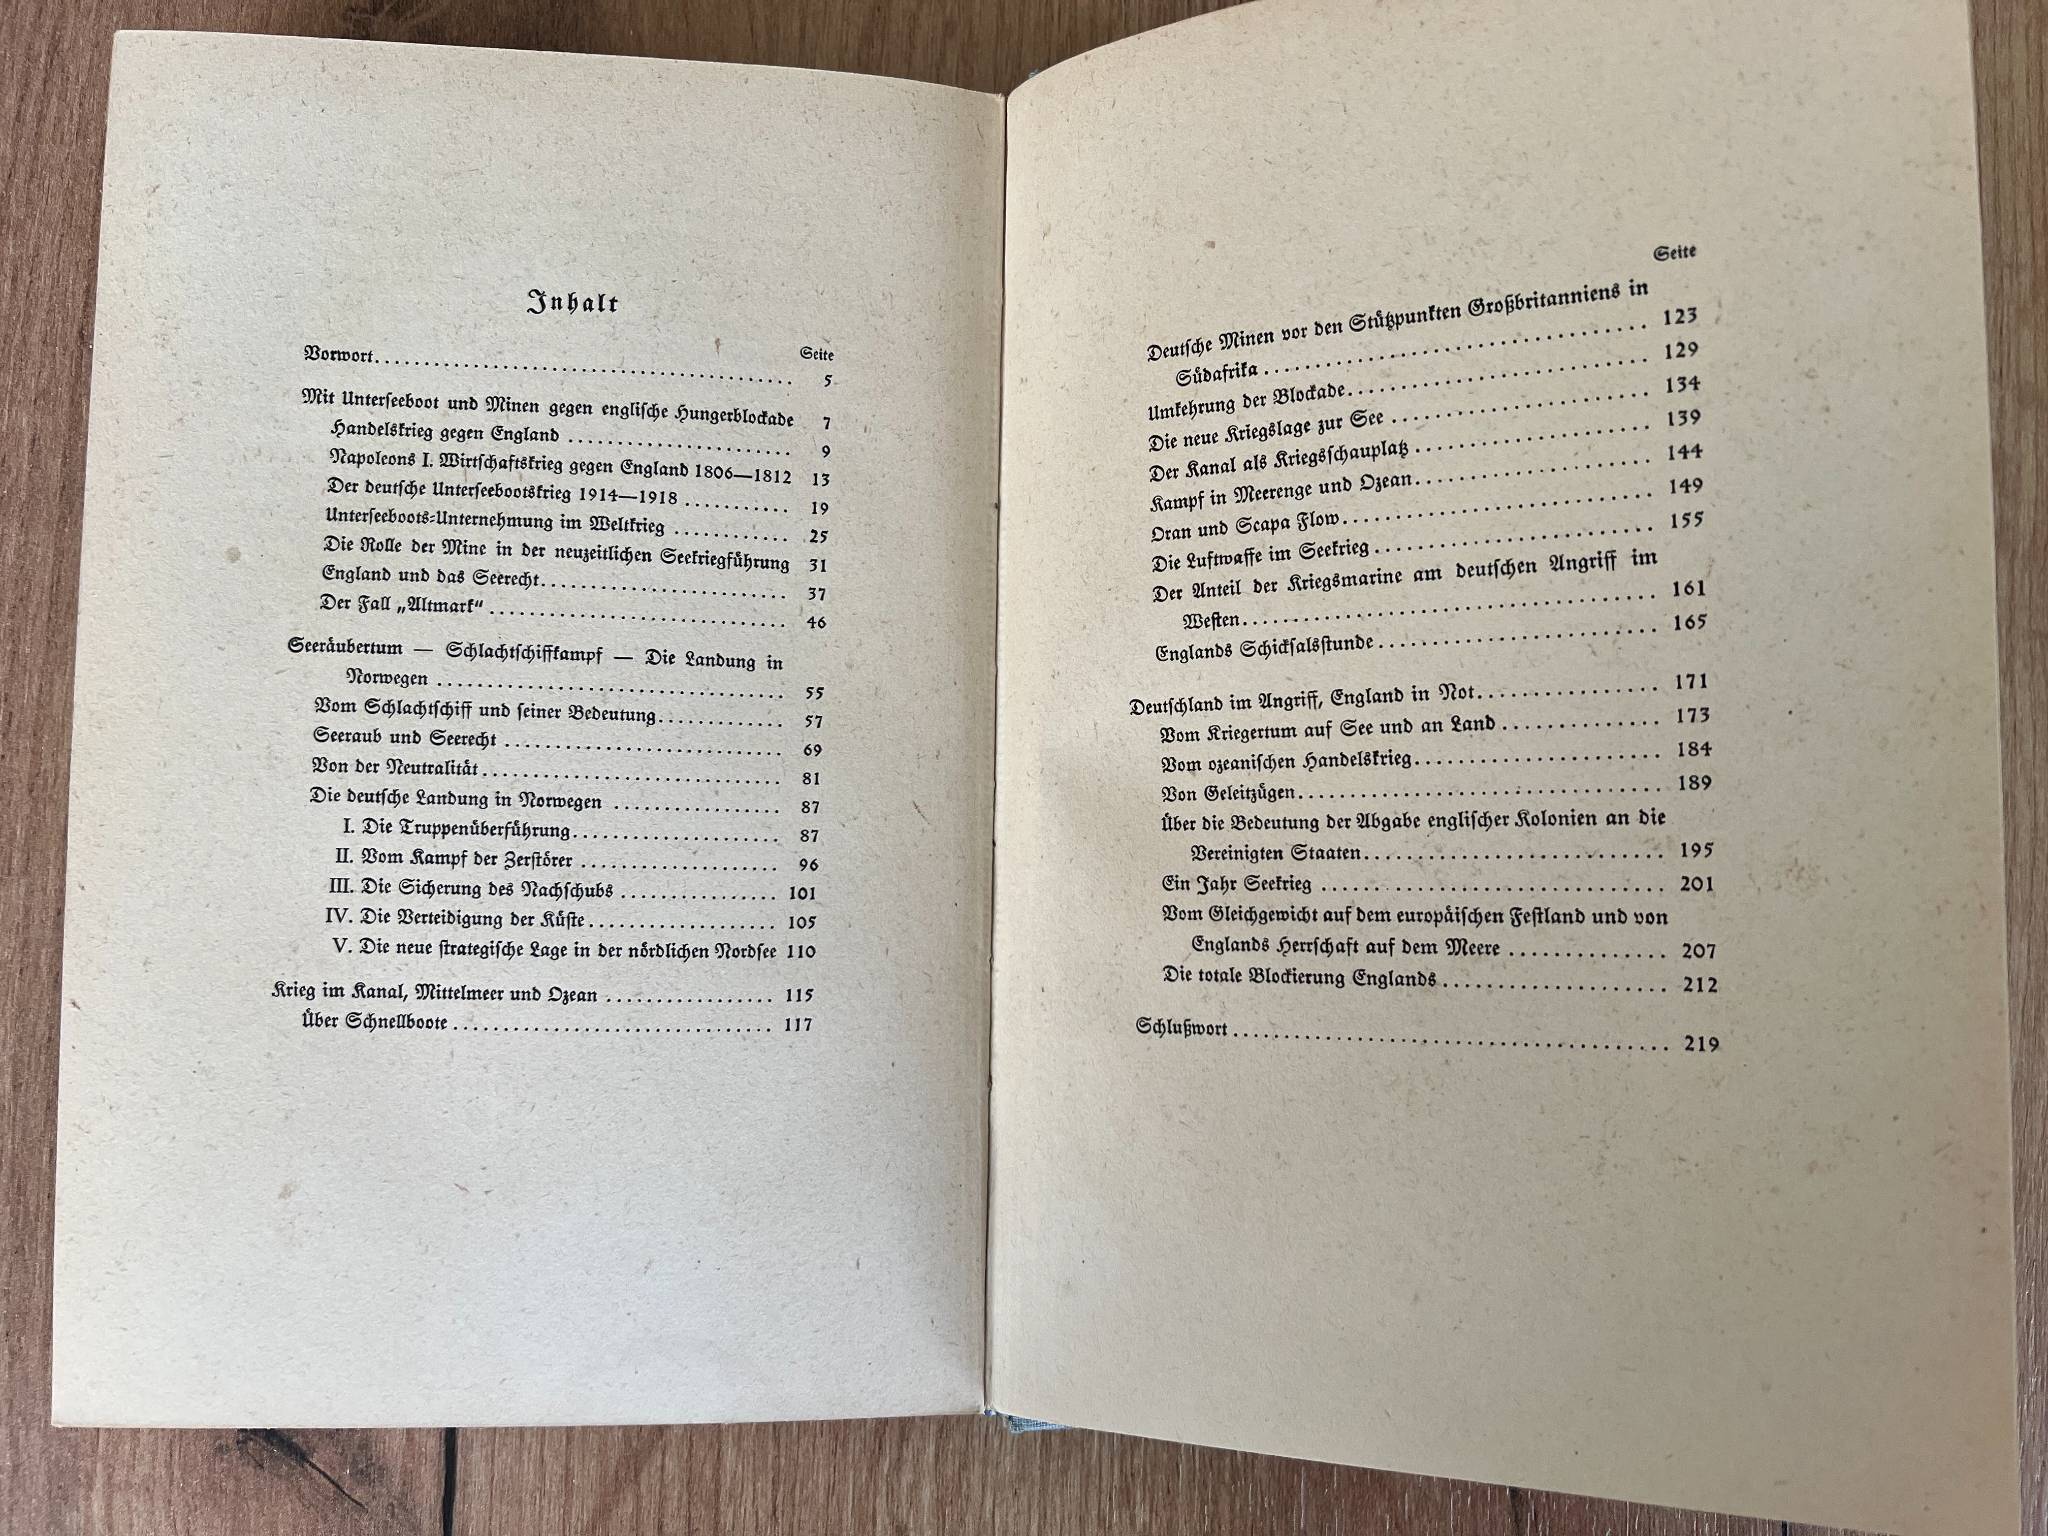 Inhalt
Seite
Vorwort........................................ 5
Mit Unterseeboot und Minen gegen englische Hungerblockade 7
Handelskrieg gegen England ..................... 9
Napoleons I. Wirtschaftskrieg gegen England 1806—1812 13
Der deutsche Unterseebootskrieg 1914—1918 .......... 19
Unterseeboots-Unternehmung im Weltkrieg ........... 25
Die Rolle der Mine in der neuzeitlichen Seekriegführung 31
England und das Seerecht........................ 37
Der Fall „Altmark“ ............................. 46
Seeräubertum — Schlachtschiffkampf — Die Landung in
Norwegen .................................. 55
Vom Schlachtschiff und seiner Bedeutung............ 57
Seeraub und Seerecht ........................... 69
Von der Neutralität............................. 81
Die deutsche Landung in Norwegen ................ 87
I. Die Truppenüberführung..................... 87
II. Vom Kampf der Zerstörer .................... 96
III. Die Sicherung des Nachschubs ................ 101
IV. Die Verteidigung der Küste................... 105
V. Die neue strategische Lage in der nördlichen Nordsee 110
Krieg im Kanal, Mittelmeer und Ozean ................. 115
Über Schnellboote ................................ 117
Seite
Deutsche Minen vor den Stützpunkten Großbritanniens in
Südafrika ..................................... 123
Umkehrung der Blockade............................ 129
Die neue Kriegslage zur See ........................ 134
Der Kanal als Kriegsschauplatz ...................... 139
Kampf in Meerenge und Ozean...................... 144
Oran und Scapa Flow.............................. 149
Die Luftwaffe im Seekrieg .......................... 155
Der Anteil der Kriegsmarine am deutschen Angriff im
Westen........................................ 161
Englands Schicksalsstunde........................... 165
Deutschland im Angriff, England in Not................. 171
Vom Kriegertum auf See und an Land ............... 173
Vom ozeanischen Handelskrieg....................... 184
Von Geleitzügen................................... 189
Über die Bedeutung der Abgabe englischer Kolonien an die
Vereinigten Staaten............................. 195
Ein Jahr Seekrieg ................................. 201
Vom Gleichgewicht auf dem europäischen Festland und von
Englands Herrschaft auf dem Meere ............... 207
Die totale Blockierung Englands...................... 212
Schlußwort .......................................... 219